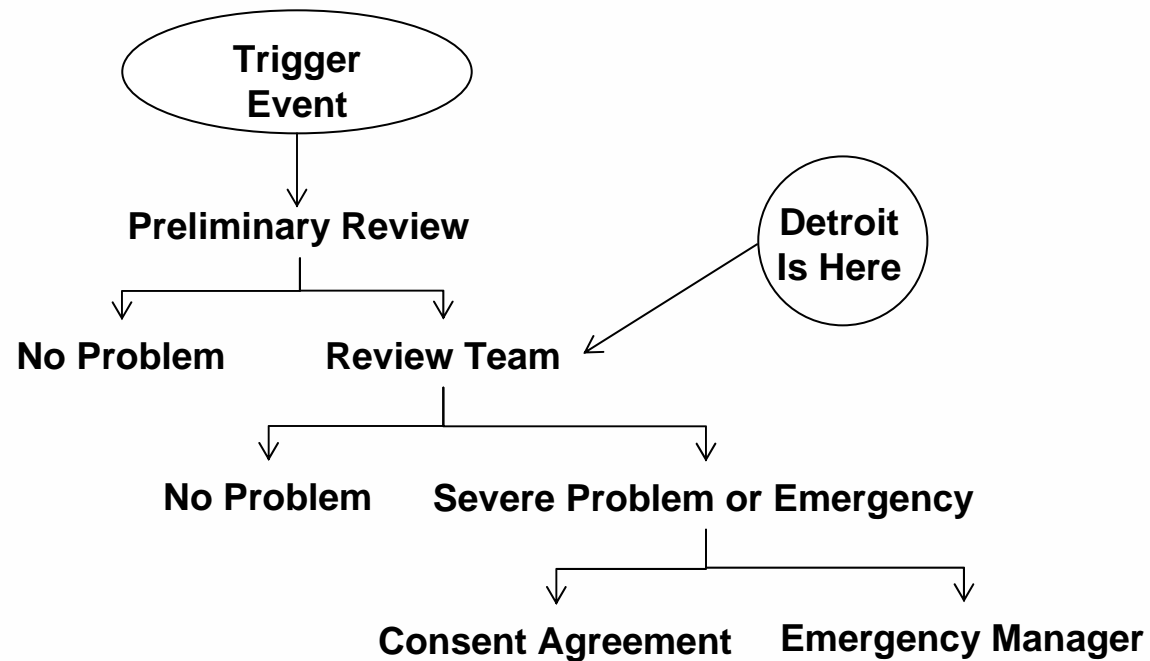 Trigger
Event
Preliminary Review
Detroit
Is Here
No Problem
Review Team
No Problem
Severe Problem or Emergency
Consent Agreement
Emergency Manager